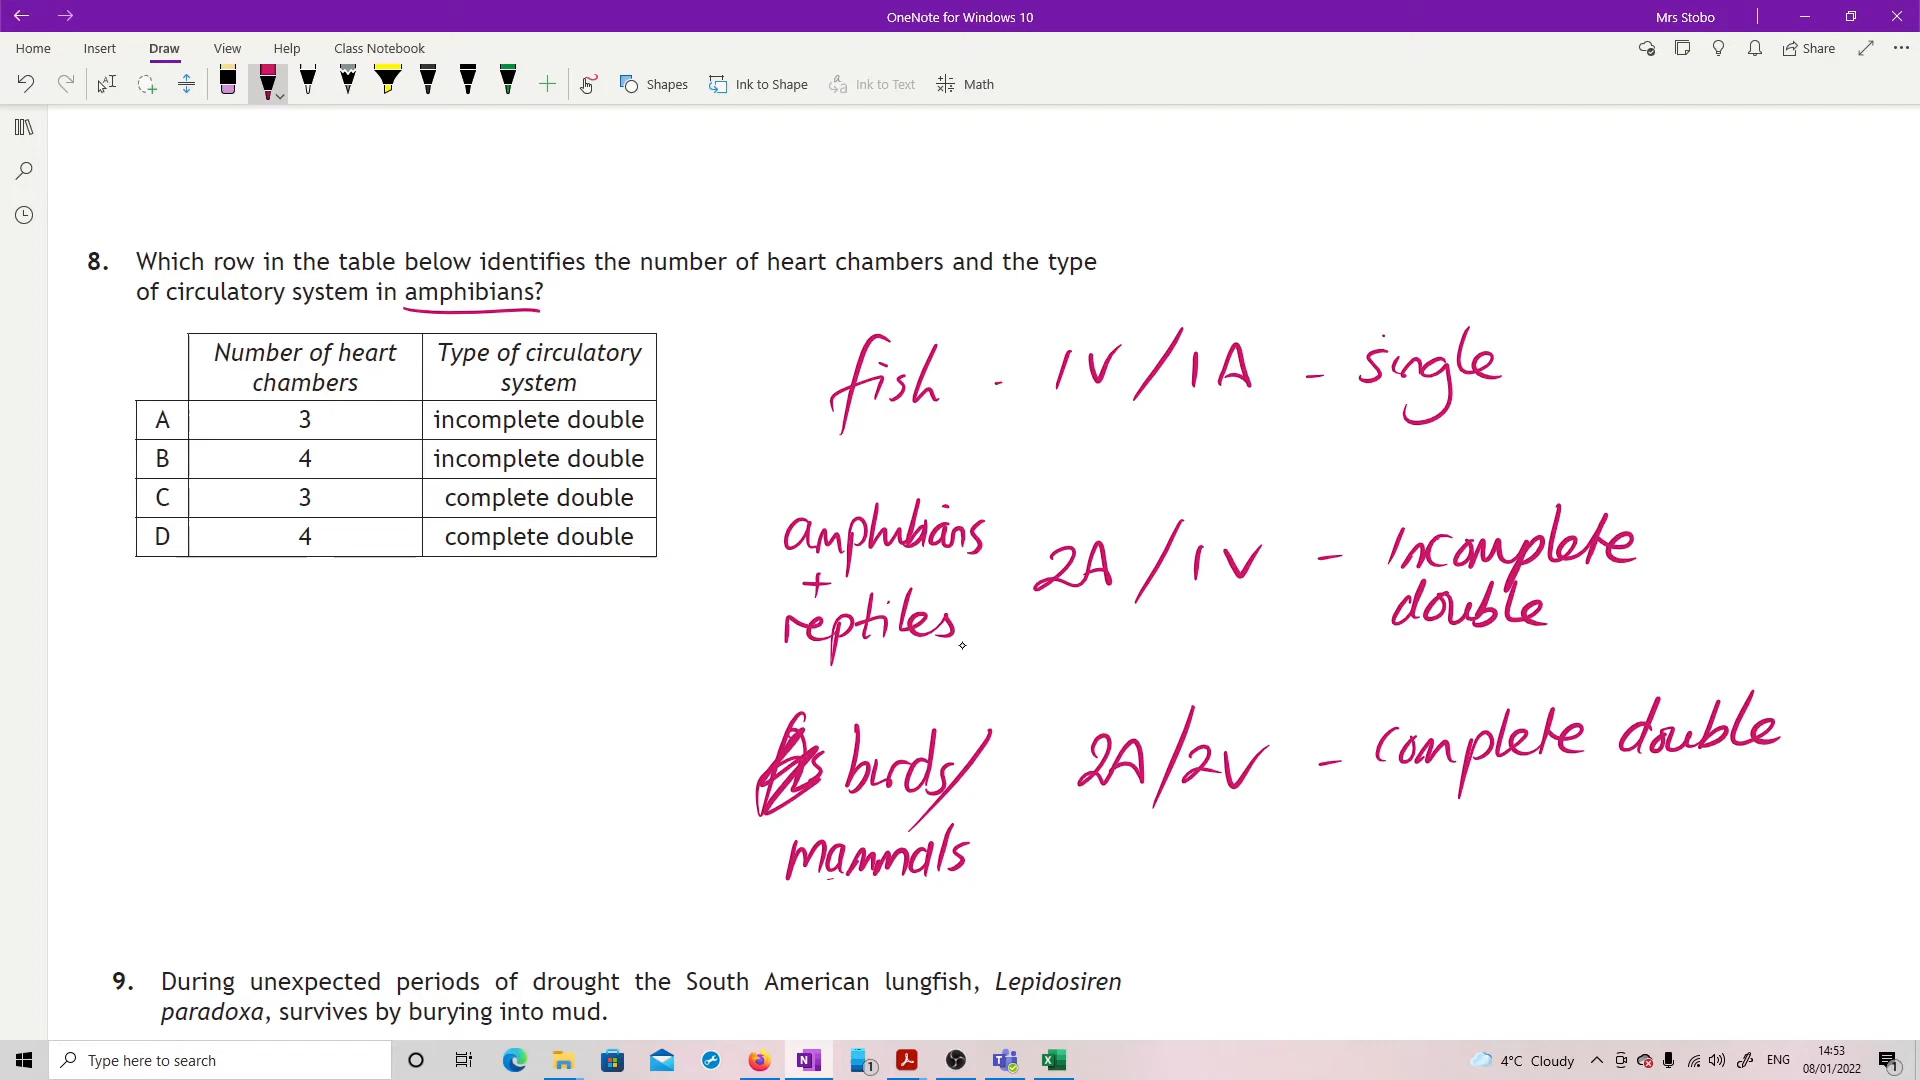 OneNote for Windows 10
Mrs Stobo
Home Insert Draw View Help Class Notebook
Share
Shapes Ink to Shape Ink to Text Math
8. Which row in the table below identifies the number of heart chambers and the type
of circulatory system in amphibians?
Number of heart chambers Type of circulatory system
A 3 incomplete double
B 4 incomplete double
C 3 complete double
D 4 complete double
fish - 1V / 1A - single
amphibians
+
reptiles
2A / 1V - Incomplete
double
birds/
mammals
2A/2V - complete double
9. During unexpected periods of drought the South American lungfish, Lepidosiren
paradoxa, survives by burying into mud.
Type here to search
4°C Cloudy
ENG
14:53
08/01/2022